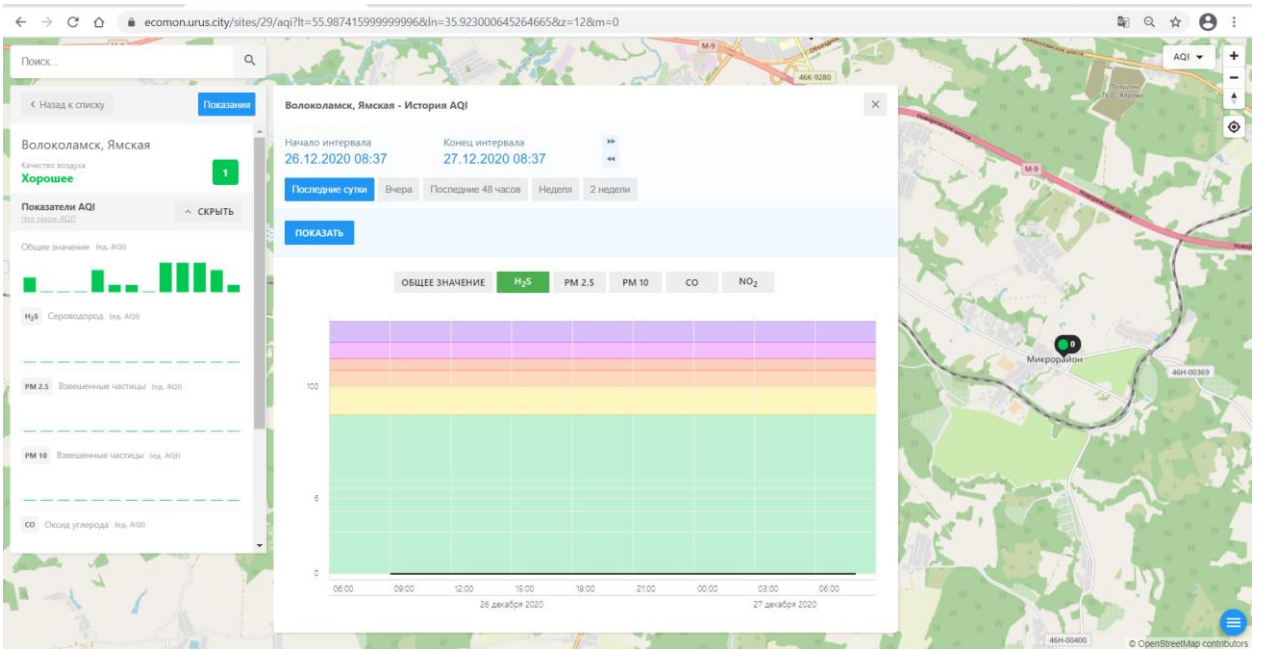 ecomon.urus.city/sites/29/aqi?lt=55.987415999999996&ln=35.923000645264665&z=12&m=0
Поиск...
Назад к списку
Показания
Волоколамск, Ямская
Качество воздуха
Хорошее
1
Показатели AQI
Что такое AQI?
СКРЫТЬ
Общее значение (ед. AQI)
H₂S Сероводород (ед. AQI)
PM 2.5 Взвешенные частицы (ед. AQI)
PM 10 Взвешенные частицы (ед. AQI)
CO Оксид углерода (ед. AQI)
Волоколамск, Ямская - История AQI
Начало интервала
26.12.2020 08:37
Конец интервала
27.12.2020 08:37
Последние сутки
Вчера
Последние 48 часов
Неделя
2 недели
ПОКАЗАТЬ
ОБЩЕЕ ЗНАЧЕНИЕ
H₂S
PM 2.5
PM 10
CO
NO₂
100
6
0
06:00 09:00 12:00 15:00 18:00 21:00 00:00 03:00 06:00
26 декабря 2020
27 декабря 2020
M-9
46K-9280
AQI
M-9
Новорижское шоссе
0
Микрорайон
46H-00369
46H-00400
© OpenStreetMap contributors